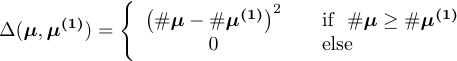 Δ(μ, μ⁽¹⁾) = { (#μ − #μ⁽¹⁾)² if #μ ≥ #μ⁽¹⁾
0 else